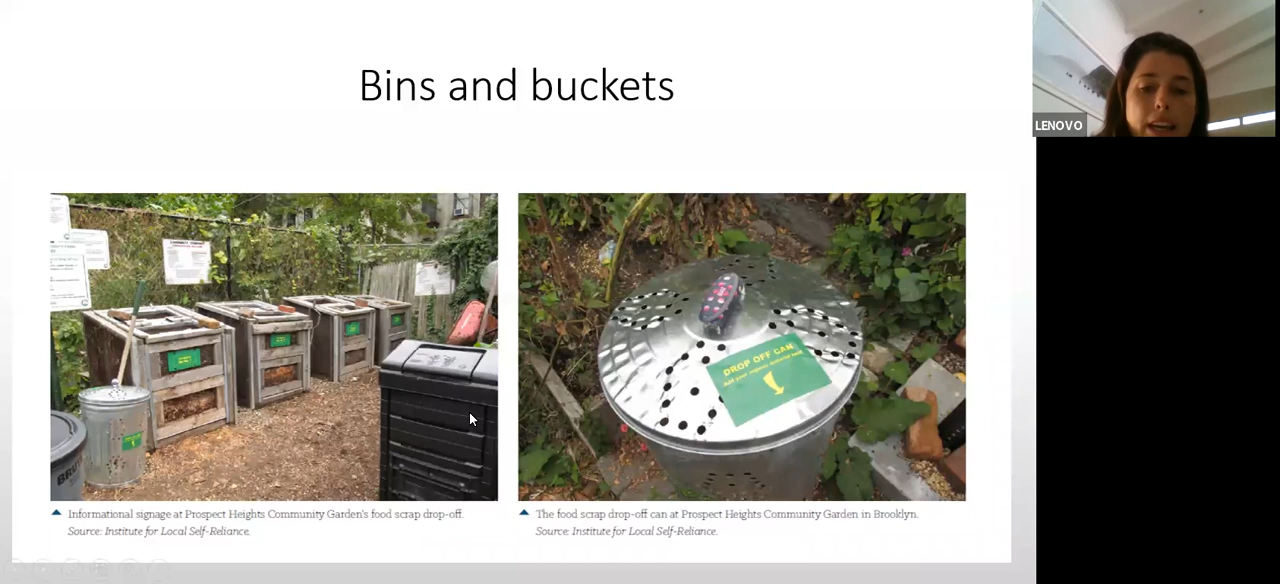 Bins and buckets
LENOVO
DROP OFF CAN
Informational signage at Prospect Heights Community Garden's food scrap drop-off.
Source: Institute for Local Self-Reliance.
The food scrap drop-off can at Prospect Heights Community Garden in Brooklyn.
Source: Institute for Local Self-Reliance.